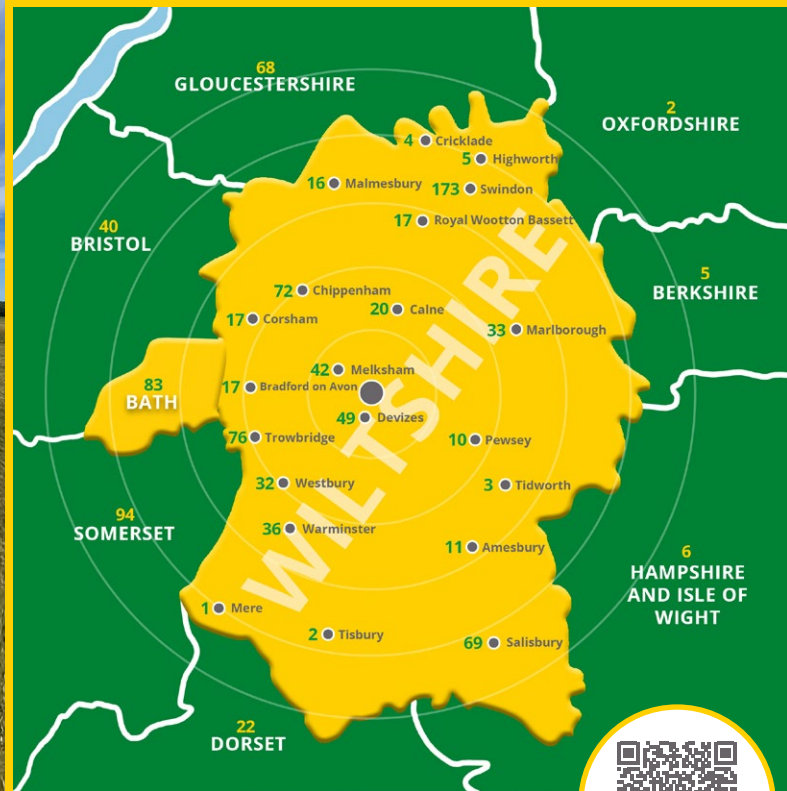 68
GLOUCESTERSHIRE
2
OXFORDSHIRE
4 Cricklade
5 Highworth
16 Malmesbury
173 Swindon
17 Royal Wootton Bassett
40
BRISTOL
5
BERKSHIRE
72 Chippenham
20 Calne
17 Corsham
33 Marlborough
WILTSHIRE
42 Melksham
83
BATH
17 Bradford on Avon
49 Devizes
76 Trowbridge
10 Pewsey
32 Westbury
3 Tidworth
94
SOMERSET
36 Warminster
11 Amesbury
6
HAMPSHIRE
AND ISLE OF
WIGHT
1 Mere
2 Tisbury
69 Salisbury
22
DORSET